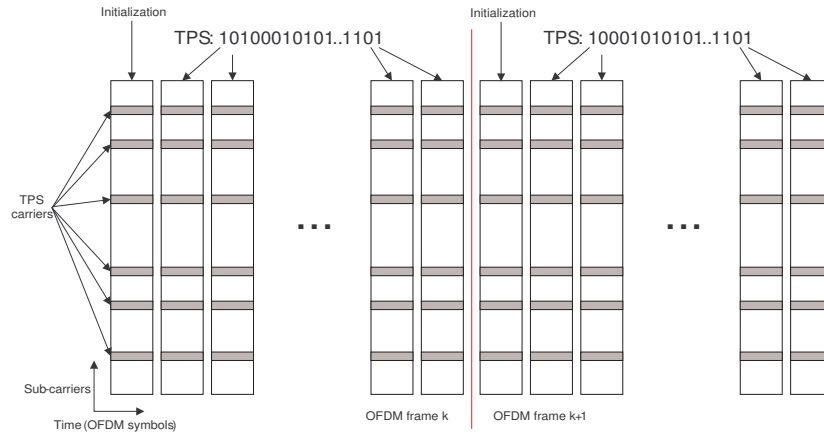 Initialization
Initialization
TPS: 10100010101..1101
TPS: 10001010101..1101
TPS
carriers
...
...
Sub-carriers
Time (OFDM symbols)
OFDM frame k
OFDM frame k+1